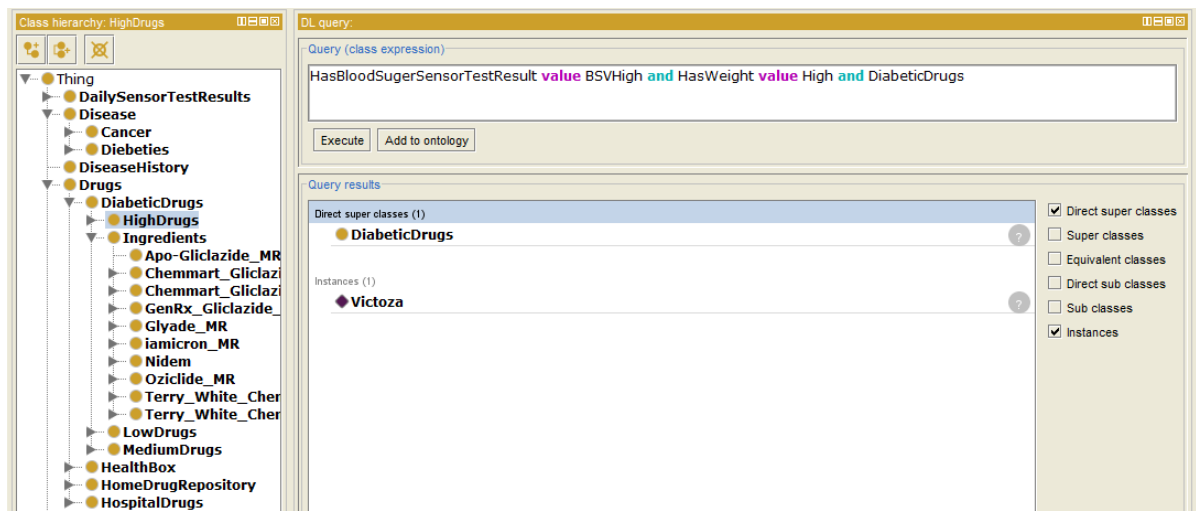 Class hierarchy: HighDrugs
Thing
DailySensorTestResults
Disease
Cancer
Diebeties
DiseaseHistory
Drugs
DiabeticDrugs
HighDrugs
Ingredients
Apo-Gliclazide_MR
Chemmart_Gliclazi
Chemmart_Gliclazi
GenRx_Gliclazide_
Glyade_MR
iamicron_MR
Nidem
Oziclide_MR
Terry_White_Cher
Terry_White_Cher
LowDrugs
MediumDrugs
HealthBox
HomeDrugRepository
HospitalDrugs
DL query:
Query (class expression)
HasBloodSugerSensorTestResult value BSVHigh and HasWeight value High and DiabeticDrugs
Execute Add to ontology
Query results
Direct super classes (1)
DiabeticDrugs ?
Instances (1)
Victoza ?
Direct super classes
Super classes
Equivalent classes
Direct sub classes
Sub classes
Instances